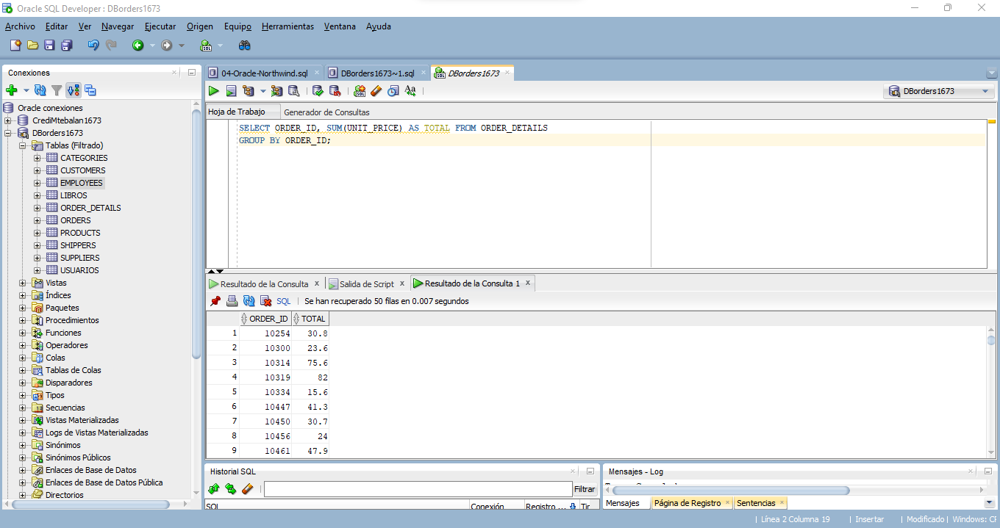 Oracle SQL Developer : DBorders1673
Archivo Editar Ver Navegar Ejecutar Origen Equipo Herramientas Ventana Ayuda
Conexiones
04-Oracle-Northwind.sql DBorders1673~1.sql DBorders1673
DBorders1673
Hoja de Trabajo Generador de Consultas
Oracle conexiones
CrediMtebalan1673
DBorders1673
Tablas (Filtrado)
CATEGORIES
CUSTOMERS
EMPLOYEES
LIBROS
ORDER_DETAILS
ORDERS
PRODUCTS
SHIPPERS
SUPPLIERS
USUARIOS
Vistas
Índices
Paquetes
Procedimientos
Funciones
Operadores
Colas
Tablas de Colas
Disparadores
Tipos
Secuencias
Vistas Materializadas
Logs de Vistas Materializadas
Sinónimos
Sinónimos Públicos
Enlaces de Base de Datos
Enlaces de Base de Datos Pública
Directorios
SELECT ORDER_ID, SUM(UNIT_PRICE) AS TOTAL FROM ORDER_DETAILS
GROUP BY ORDER_ID;
Resultado de la Consulta x Salida de Script x Resultado de la Consulta 1 x
SQL | Se han recuperado 50 filas en 0.007 segundos
ORDER_ID TOTAL
1 10254 30.8
2 10300 23.6
3 10314 75.6
4 10319 82
5 10334 15.6
6 10447 41.3
7 10450 30.7
8 10456 24
9 10461 47.9
Historial SQL
Filtrar
SQL Conexión Registro ... Tir
Mensajes - Log
Mensajes Página de Registro Sentencias
| Línea 2 Columna 19 | Insertar | Modificado | Windows: CF